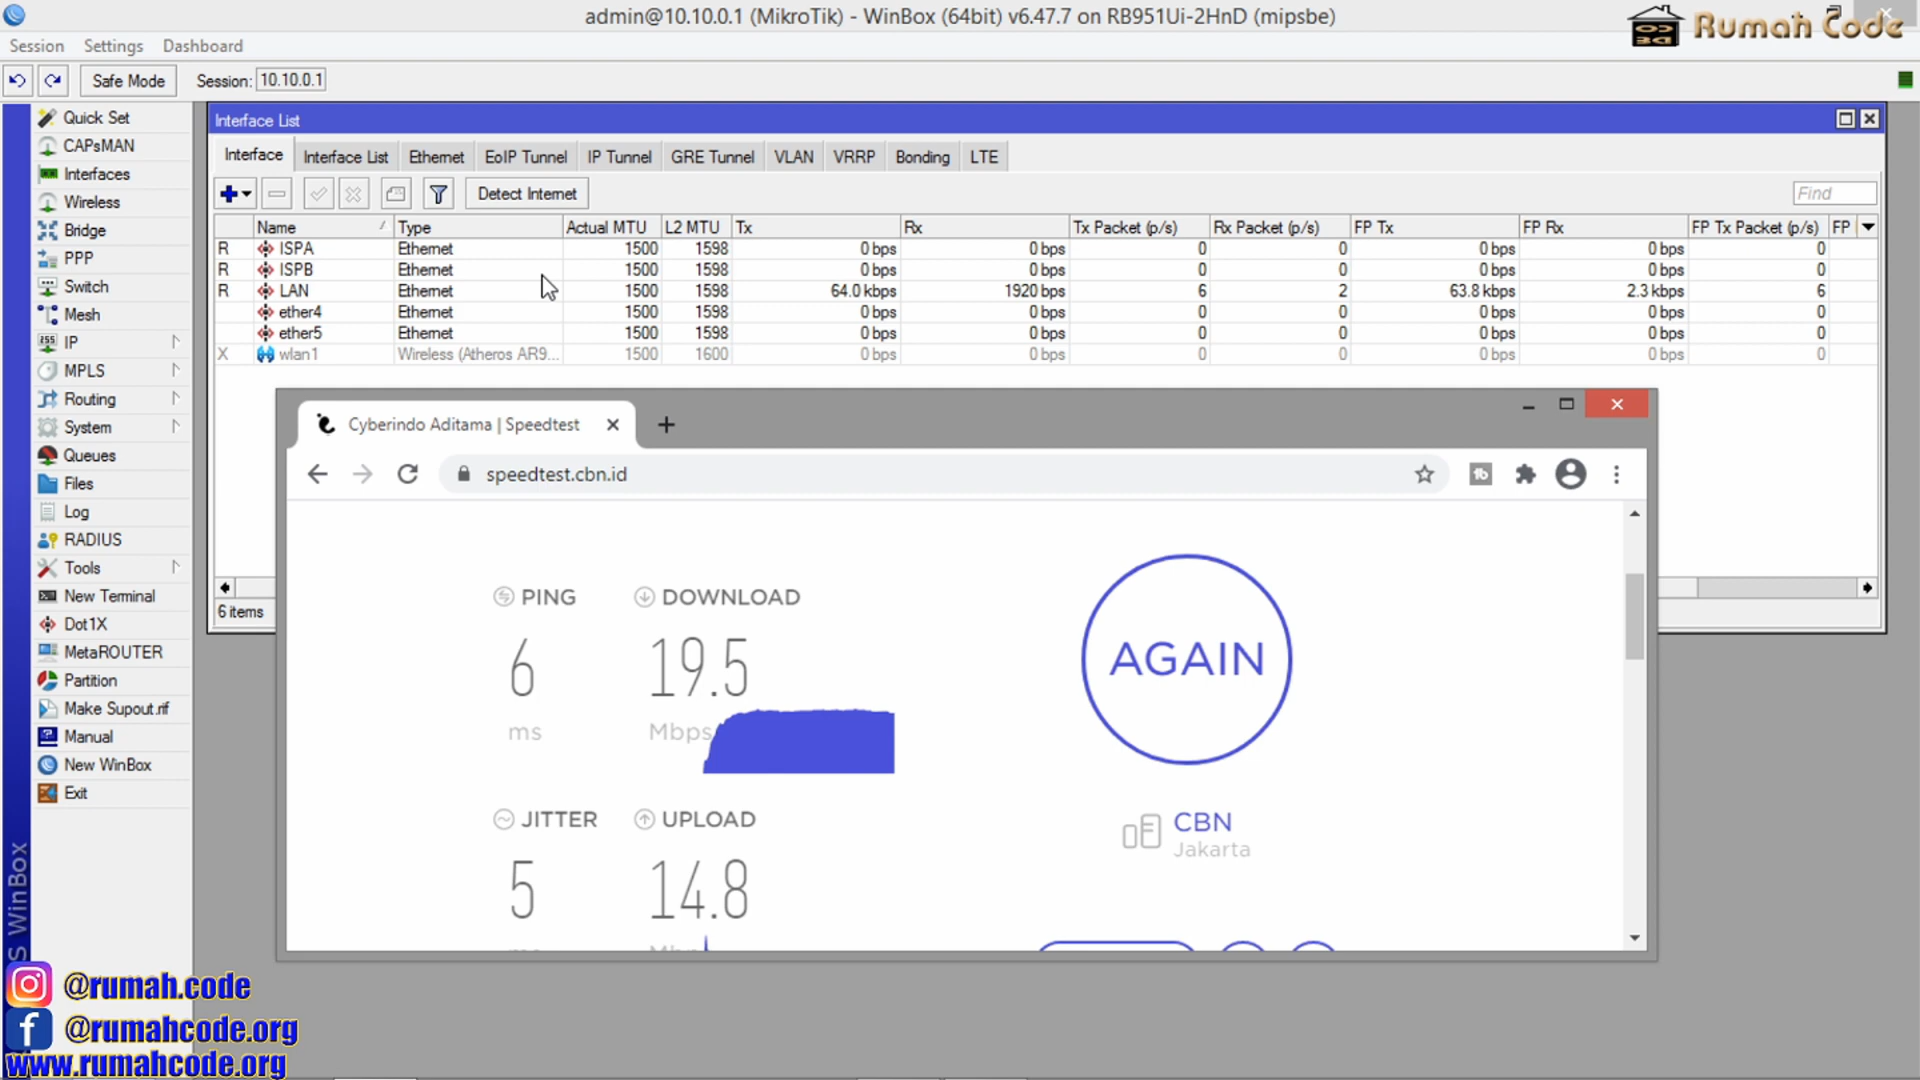 admin@10.10.0.1 (MikroTik) - WinBox (64bit) v6.47.7 on RB951Ui-2HnD (mipsbe)
Rumah Code
Session Settings Dashboard
Safe Mode Session: 10.10.0.1
Quick Set
CAPsMAN
Interfaces
Wireless
Bridge
PPP
Switch
Mesh
IP
MPLS
Routing
System
Queues
Files
Log
RADIUS
Tools
New Terminal
Dot1X
MetaROUTER
Partition
Make Supout.rif
Manual
New WinBox
Exit
S WinBox
Interface List
Interface Interface List Ethernet EoIP Tunnel IP Tunnel GRE Tunnel VLAN VRRP Bonding LTE
Detect Internet Find
Name Type Actual MTU L2 MTU Tx Rx Tx Packet (p/s) Rx Packet (p/s) FP Tx FP Rx FP Tx Packet (p/s) FP
R ISPA Ethernet 1500 1598 0 bps 0 bps 0 0 0 bps 0 bps 0
R ISPB Ethernet 1500 1598 0 bps 0 bps 0 0 0 bps 0 bps 0
R LAN Ethernet 1500 1598 64.0 kbps 1920 bps 6 2 63.8 kbps 2.3 kbps 6
ether4 Ethernet 1500 1598 0 bps 0 bps 0 0 0 bps 0 bps 0
ether5 Ethernet 1500 1598 0 bps 0 bps 0 0 0 bps 0 bps 0
X wlan1 Wireless (Atheros AR9... 1500 1600 0 bps 0 bps 0 0 0 bps 0 bps 0
6 items
Cyberindo Aditama | Speedtest
speedtest.cbn.id
PING DOWNLOAD
6 19.5
ms Mbps
AGAIN
JITTER UPLOAD
5 14.8
CBN
Jakarta
@rumah.code
@rumahcode.org
www.rumahcode.org